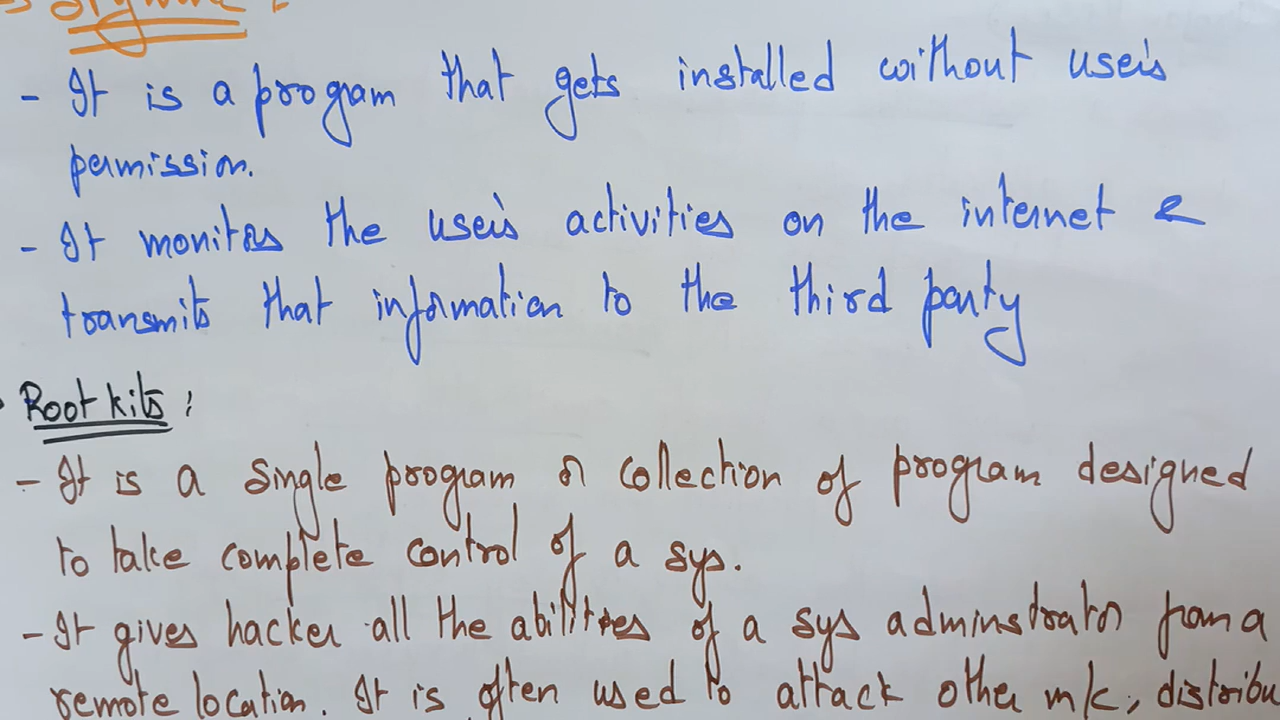 - It is a program that gets installed without user's
permission.
- It monitors the user's activities on the internet &
transmits that information to the third party
Root kits :
- It is a single program or collection of program designed
to take complete control of a sys.
- It gives hacker all the abilities of a sys adminstrator from a
remote location. It is often used to attack other m/c, distribu